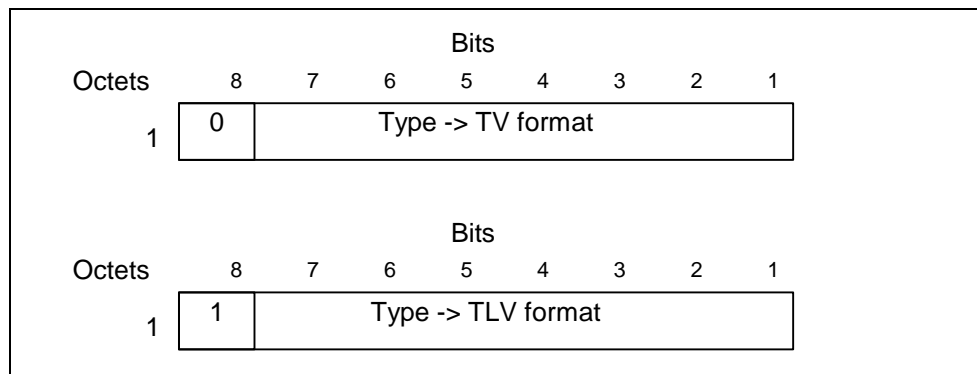 Bits
Octets 8 7 6 5 4 3 2 1
1 0 Type -> TV format
Bits
Octets 8 7 6 5 4 3 2 1
1 1 Type -> TLV format